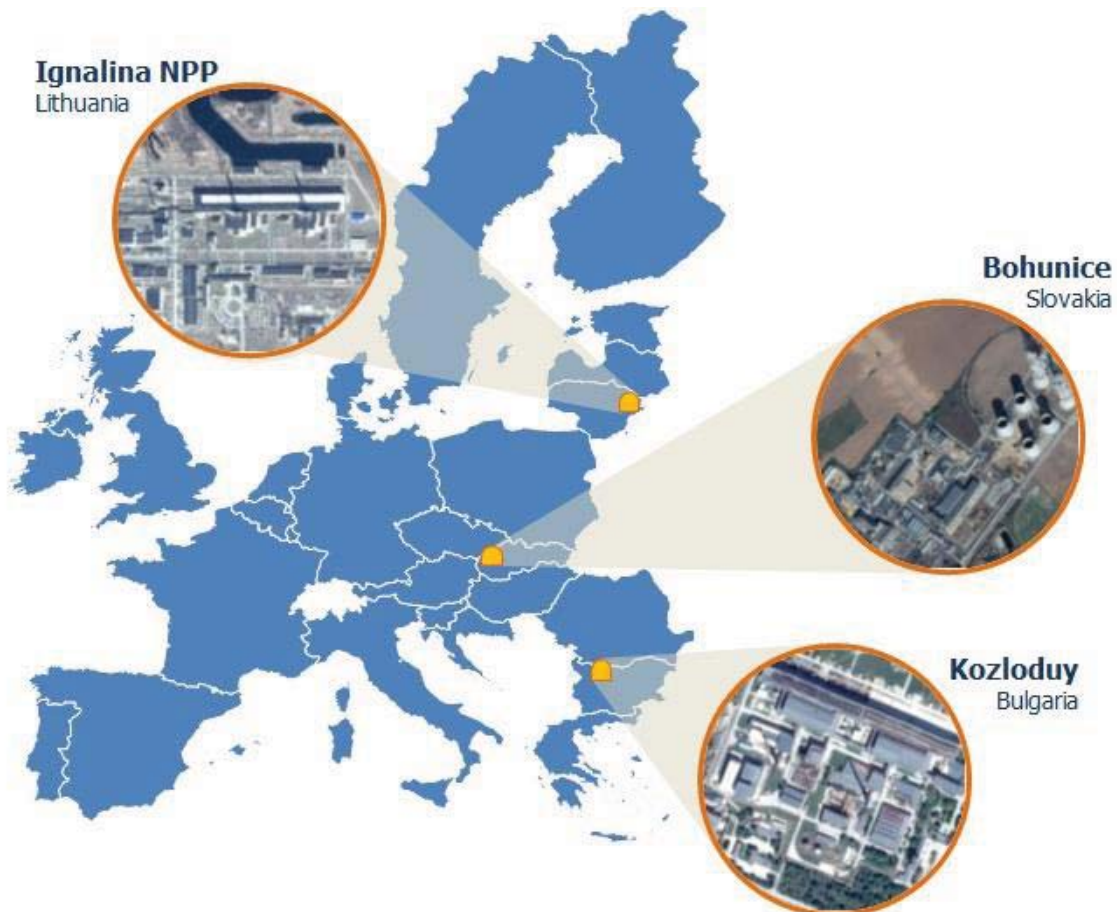 Ignalina NPP
Lithuania
Bohunice
Slovakia
Kozloduy
Bulgaria